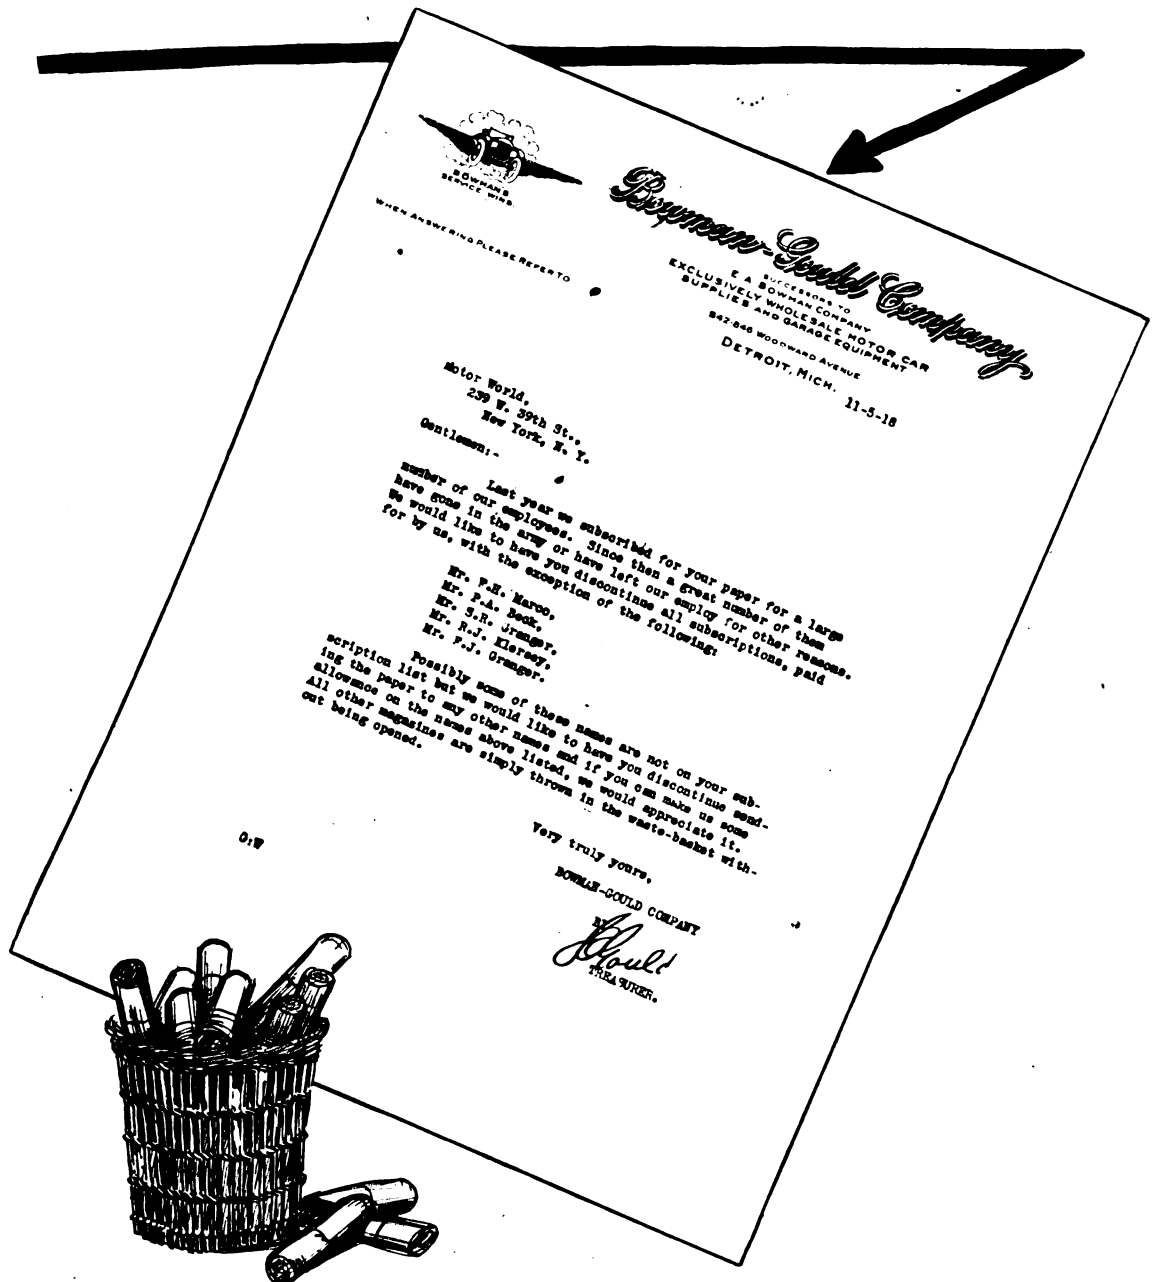 BOWMAN'S
SERVICE WING.
WHEN ANSWERING PLEASE REFER TO
Bowman-Gould Company
SUCCESSORS TO
E. A. BOWMAN COMPANY
EXCLUSIVELY WHOLESALE MOTOR CAR
SUPPLIES AND GARAGE EQUIPMENT
842-846 WOODWARD AVENUE
DETROIT, MICH.
11-5-18
Motor World,
239 W. 39th St.,
New York, N. Y.
Gentlemen:-
Last year we subscribed for your paper for a large
number of our employees. Since then a great number of them
have gone in the army or have left our employ for other reasons.
We would like to have you discontinue all subscriptions, paid
for by us, with the exception of the following:
Mr. F.H. Marco,
Mr. P.A. Beck,
Mr. S.R. Granger,
Mr. R.J. Klersey,
Mr. F.J. Granger.
Possibly some of these names are not on your sub-
scription list but we would like to have you discontinue send-
ing the paper to any other names and if you can make us some
allowance on the names above listed, we would appreciate it.
All other magazines are simply thrown in the waste-basket with-
out being opened.
Very truly yours,
BOWMAN-GOULD COMPANY
BY
Gould
TREASURER.
G:W